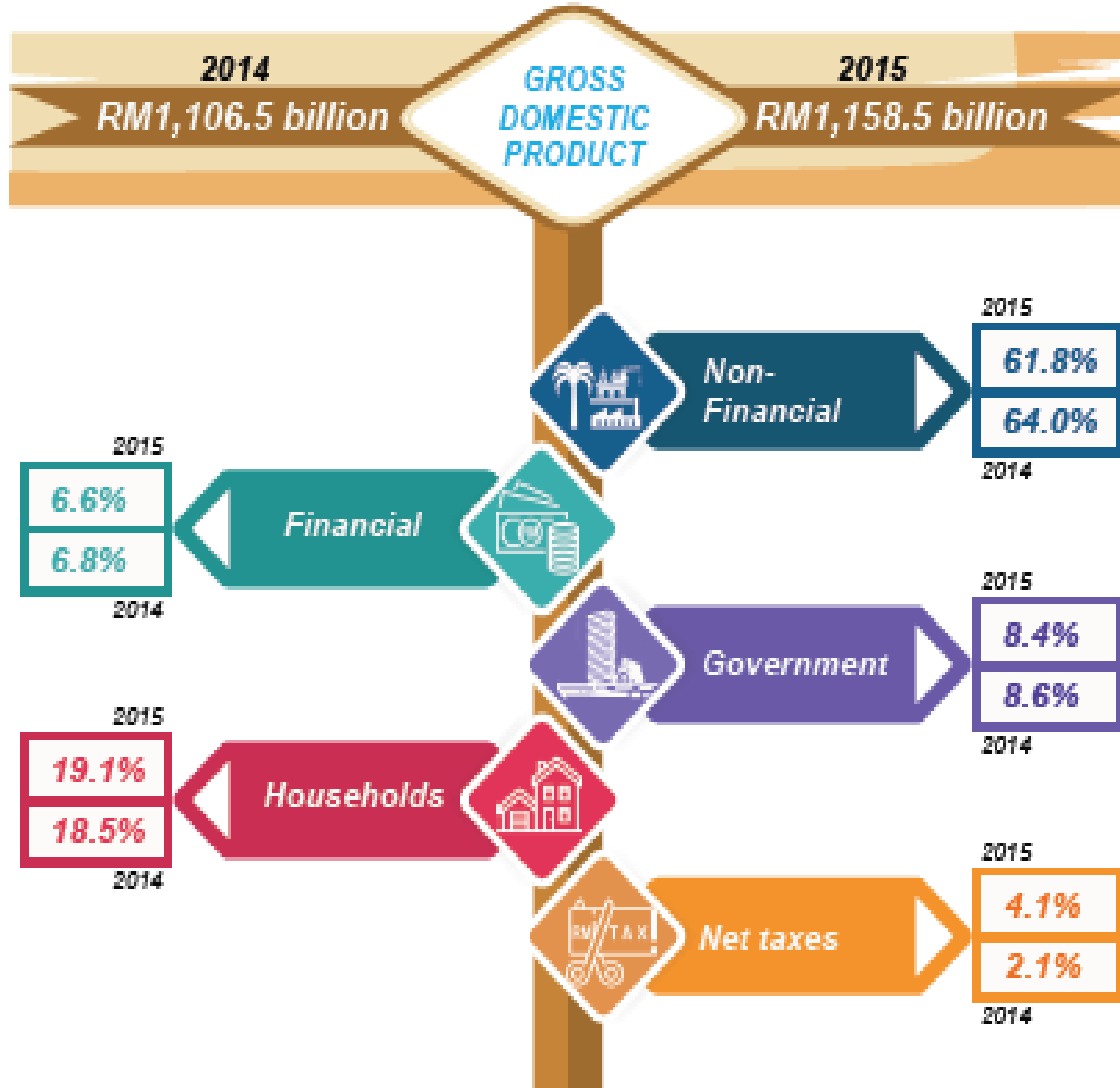 2014
RM1,106.5 billion
GROSS
DOMESTIC
PRODUCT
2015
RM1,158.5 billion
2015
Non-
Financial
61.8%
64.0%
2014
2015
6.6%
6.8%
2014
Financial
2015
Government
8.4%
8.6%
2014
2015
19.1%
18.5%
2014
Households
2015
RM TAX
Net taxes
4.1%
2.1%
2014